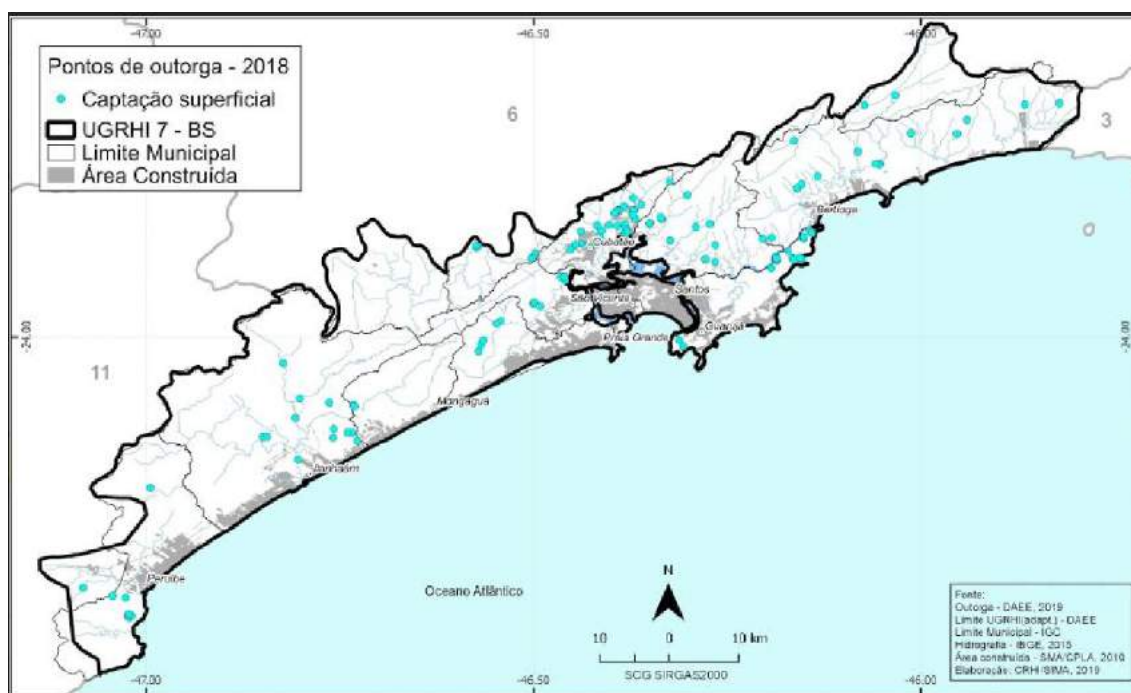 -47.00
-46.50
-46.00
Pontos de outorga - 2018
Captação superficial
UGRHI 7 - BS
Limite Municipal
Área Construída
6
3
Bertioga
Cubatão
Santos
São Vicente
Guarujá
Praia Grande
-24.00
-24.00
11
Mongaguá
Itanhaém
Peruíbe
Oceano Atlântico
N
10 0 10 km
SCG SIRGAS2000
Fonte:
Outorga - DAEE, 2019
Limite UGRHI(adapt.) - DAEE
Limite Municipal - IGC
Hidrografia - IBGE, 2015
Área construída - SMA/CPLA, 2010
Elaboração: CRHi/SIMA, 2019
-47.00
-46.50
-46.00